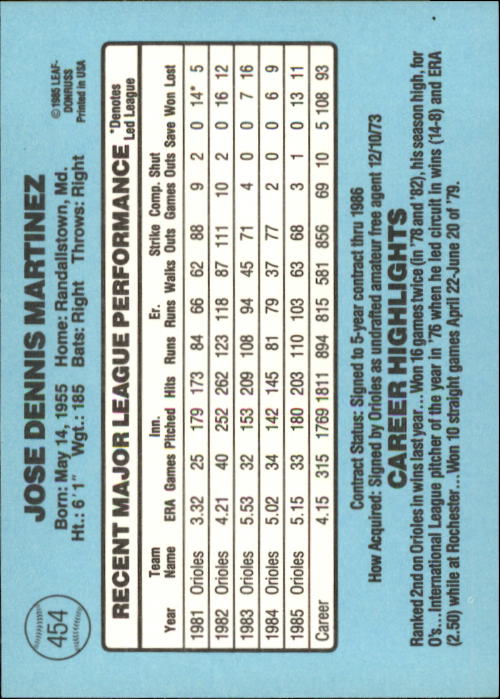 454
JOSE DENNIS MARTINEZ
Born: May 14, 1955 Home: Randallstown, Md.
Ht.: 6'1" Wgt.: 185 Bats: Right Throws: Right
© 1985 LEAF-
DONRUSS
Printed in USA
RECENT MAJOR LEAGUE PERFORMANCE
*Denotes
Led League
Year Team Name ERA Games Inn. Pitched Hits Runs Er. Runs Walks Strike Outs Comp. Games Shut Outs Save Won Lost
1981 Orioles 3.32 25 179 173 84 66 62 88 9 2 0 14* 5
1982 Orioles 4.21 40 252 262 123 118 87 111 10 2 0 16 12
1983 Orioles 5.53 32 153 209 108 94 45 71 4 0 0 7 16
1984 Orioles 5.02 34 142 145 81 79 37 77 2 0 0 6 9
1985 Orioles 5.15 33 180 203 110 103 63 68 3 1 0 13 11
Career 4.15 315 1769 1811 894 815 581 856 69 10 5 108 93
Contract Status: Signed to 5-year contract thru 1986
How Acquired: Signed by Orioles as undrafted amateur free agent 12/10/73
CAREER HIGHLIGHTS
Ranked 2nd on Orioles in wins last year... Won 16 games twice (in '78 and '82), his season high, for
O's... International League pitcher of the year in '76 when he led circuit in wins (14-8) and ERA
(2.50) while at Rochester... Won 10 straight games April 22-June 20 of '79.